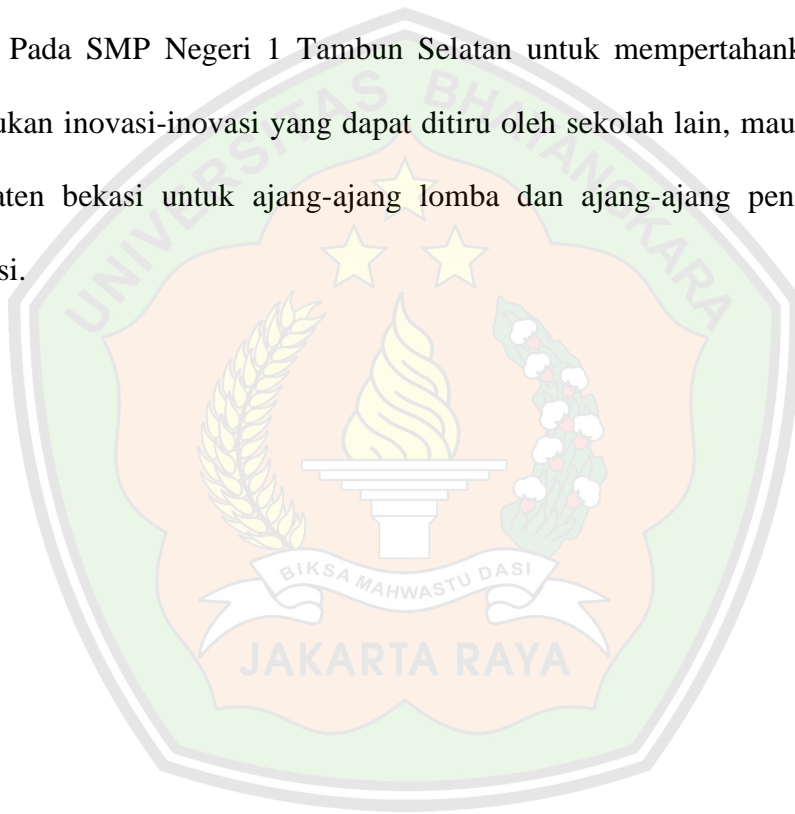 Pada SMP Negeri 1 Tambun Selatan untuk mempertahank
ukan inovasi-inovasi yang dapat ditiru oleh sekolah lain, mau
aten bekasi untuk ajang-ajang lomba dan ajang-ajang pen
si.
UNIVERSITAS BHAYANGKARA
BIKSA MAHWASTU DASI
JAKARTA RAYA